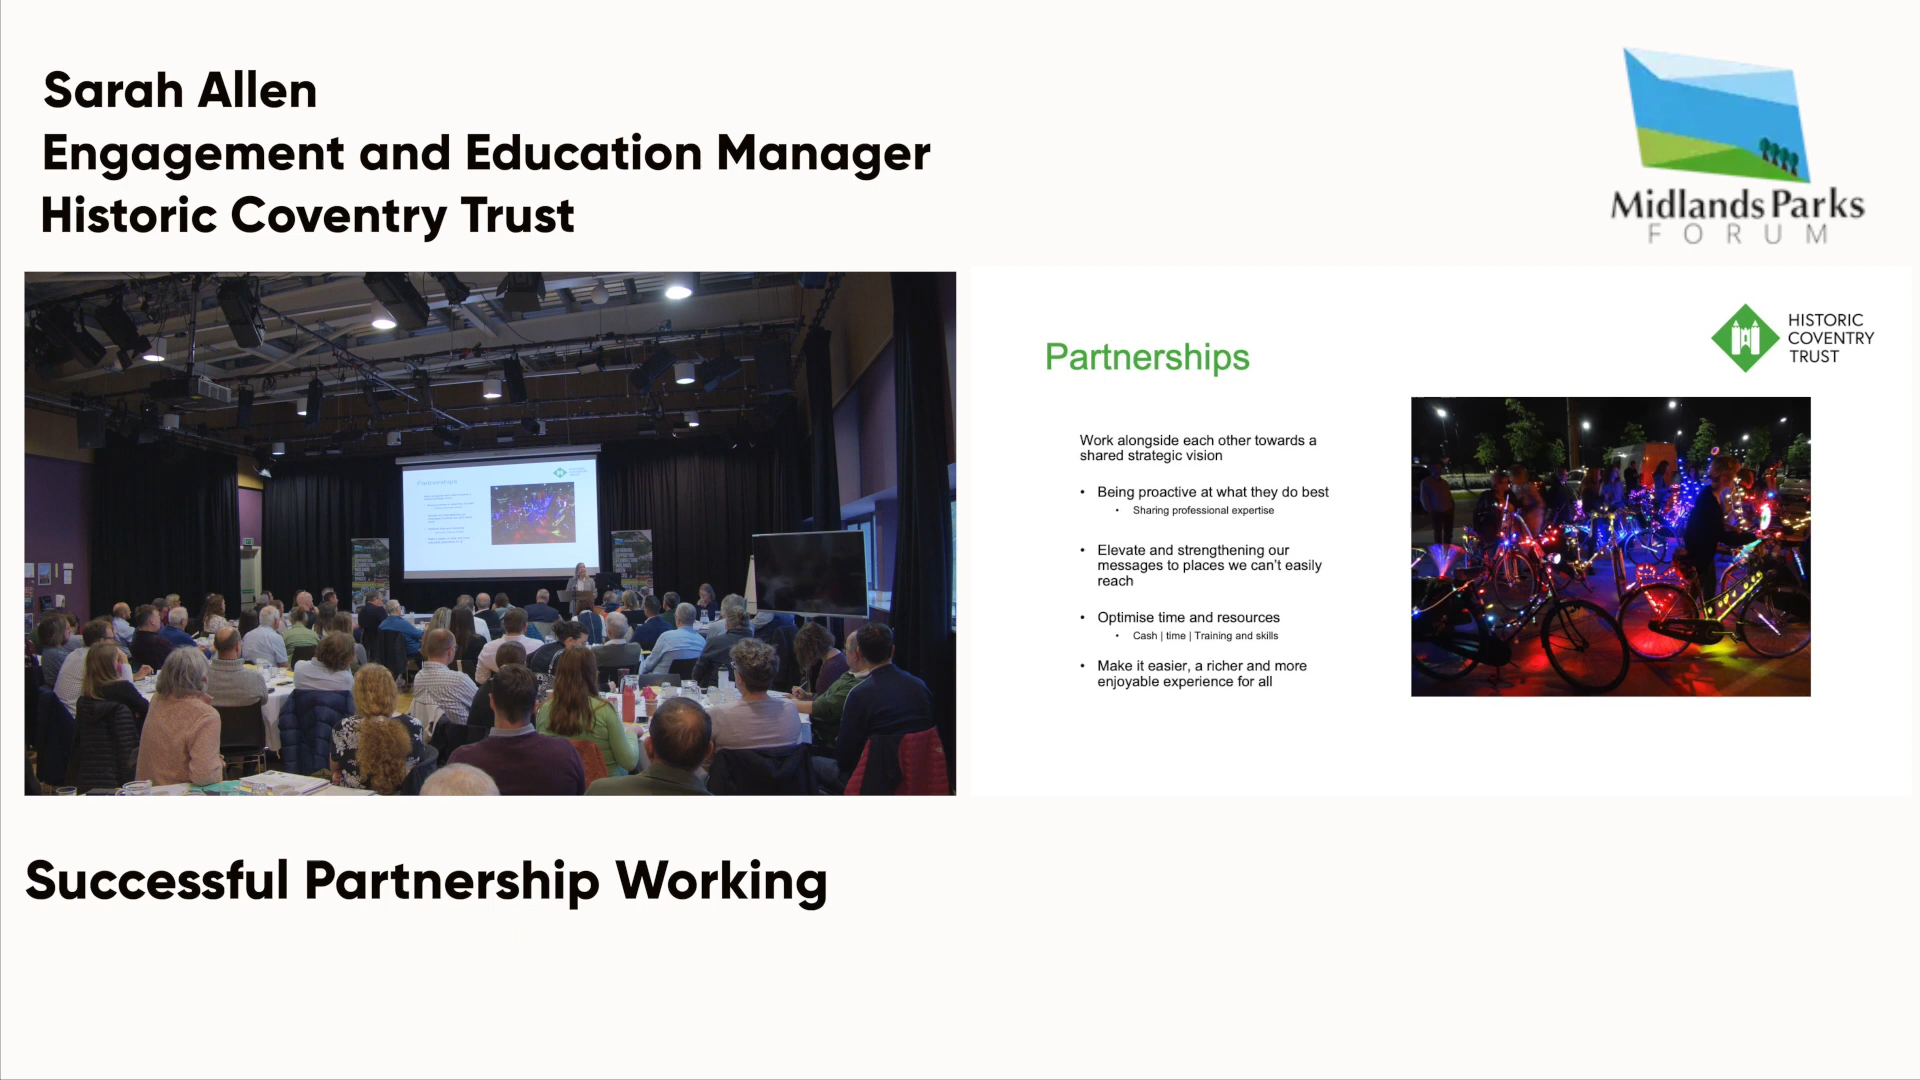 Sarah Allen
Engagement and Education Manager
Historic Coventry Trust
Midlands Parks
FORUM
Partnerships
HISTORIC
COVENTRY
TRUST
Partnerships
Work alongside each other towards a
shared strategic vision
• Being proactive at what they do best
• Sharing professional expertise
• Elevate and strengthening our
messages to places we can't easily
reach
• Optimise time and resources
• Cash | time | Training and skills
• Make it easier, a richer and more
enjoyable experience for all
Successful Partnership Working